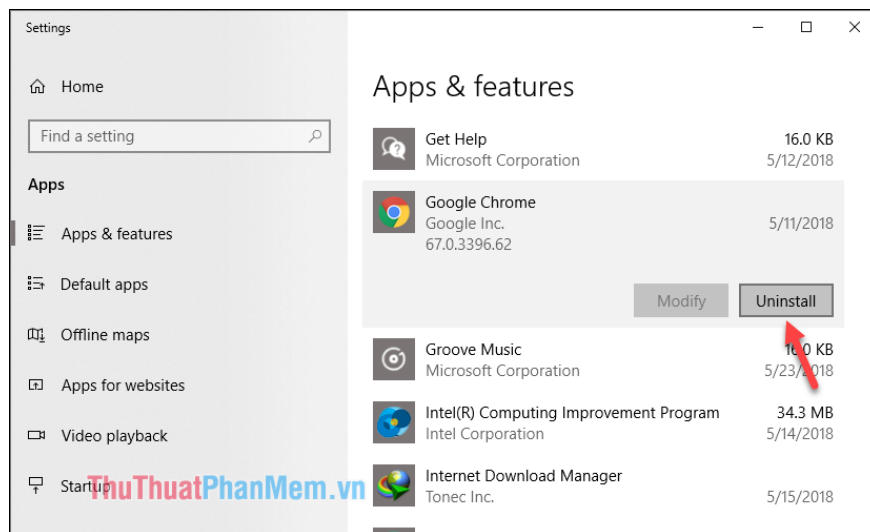 Settings
Home
Find a setting
Apps
Apps & features
Default apps
Offline maps
Apps for websites
Video playback
Startup
ThuThuatPhanMem.vn
Apps & features
Get Help 16.0 KB
Microsoft Corporation 5/12/2018
Google Chrome
Google Inc. 5/11/2018
67.0.3396.62
Modify Uninstall
Groove Music 16.0 KB
Microsoft Corporation 5/23/2018
Intel(R) Computing Improvement Program 34.3 MB
Intel Corporation 5/14/2018
Internet Download Manager
Tonec Inc. 5/15/2018